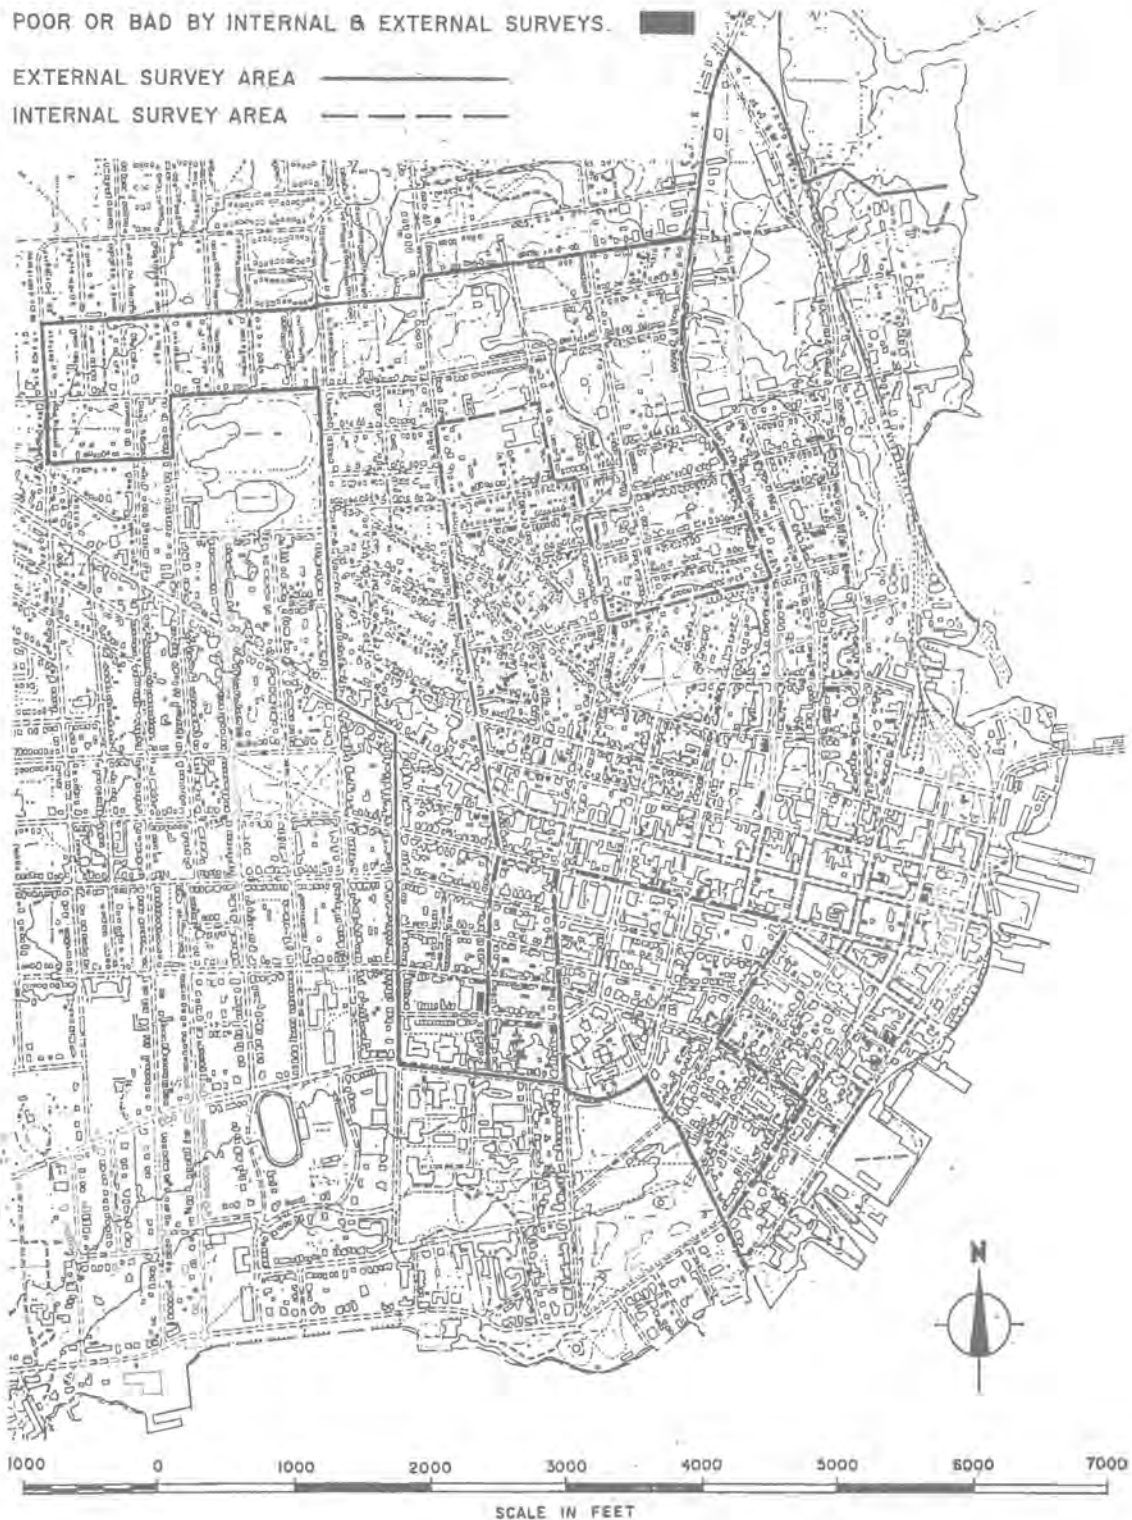 POOR OR BAD BY INTERNAL & EXTERNAL SURVEYS.
EXTERNAL SURVEY AREA
INTERNAL SURVEY AREA
N
1000 0 1000 2000 3000 4000 5000 6000 7000
SCALE IN FEET